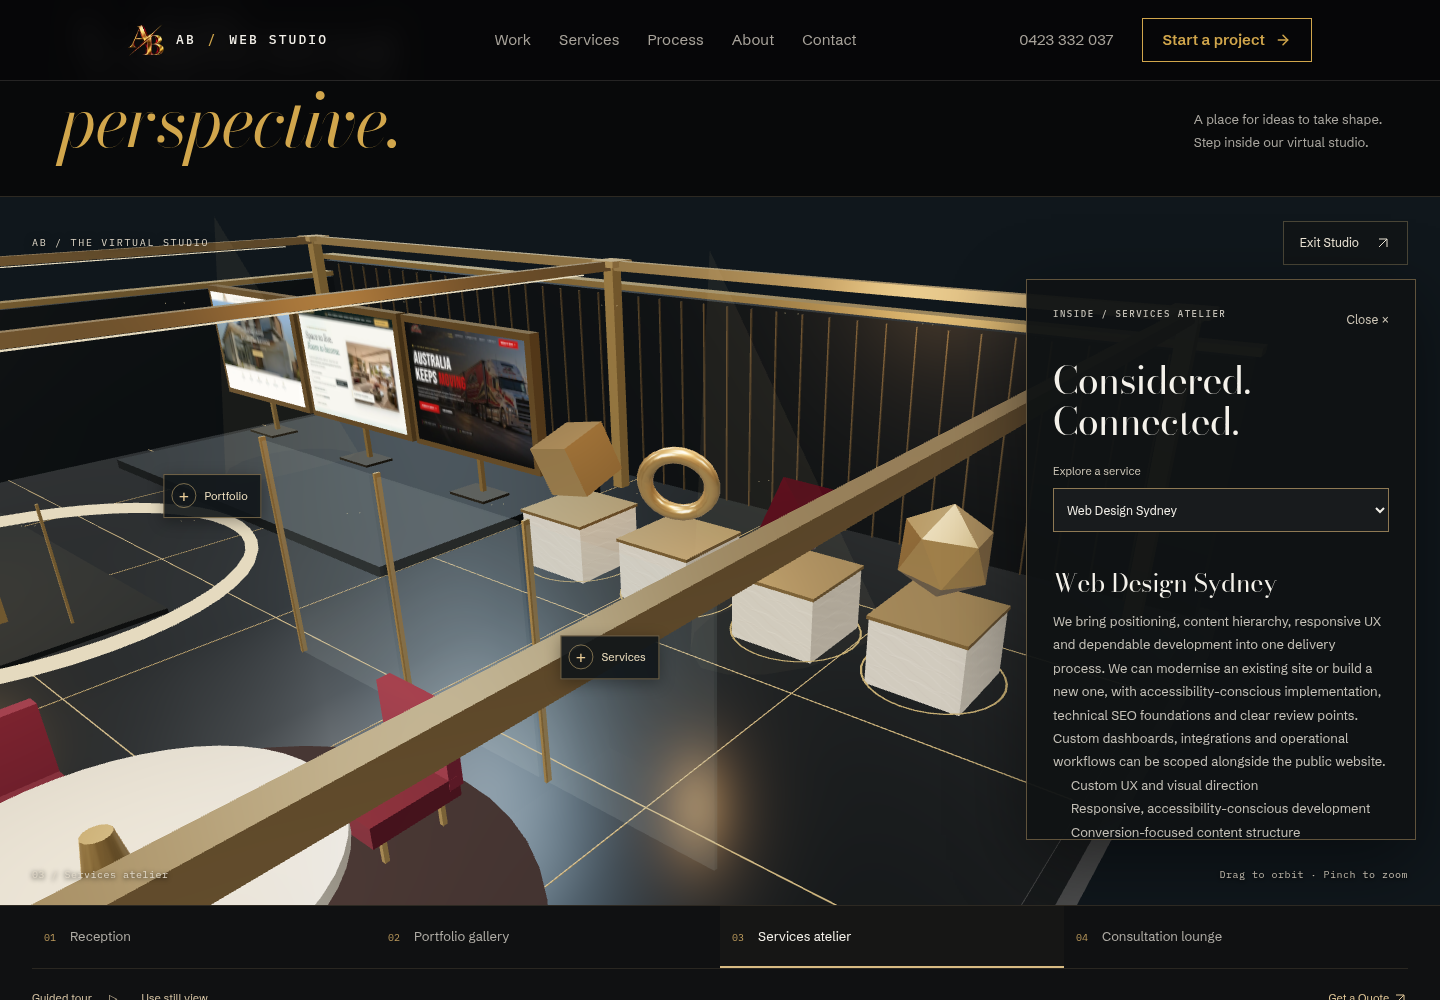 AB / WEB STUDIO
Work
Services
Process
About
Contact
0423 332 037
Start a project
perspective.
A place for ideas to take shape.
Step inside our virtual studio.
AB / THE VIRTUAL STUDIO
Exit Studio
INSIDE / SERVICES ATELIER
Close ×
Considered.
Connected.
Explore a service
Web Design Sydney
Web Design Sydney
We bring positioning, content hierarchy, responsive UX
and dependable development into one delivery
process. We can modernise an existing site or build a
new one, with accessibility-conscious implementation,
technical SEO foundations and clear review points.
Custom dashboards, integrations and operational
workflows can be scoped alongside the public website.
Custom UX and visual direction
Responsive, accessibility-conscious development
Conversion-focused content structure
AUSTRALIA
KEEPS MOVING
+ Portfolio
+ Services
03 / Services atelier
Drag to orbit · Pinch to zoom
01 Reception
02 Portfolio gallery
03 Services atelier
04 Consultation lounge
Guided tour
Use still view
Get a Quote